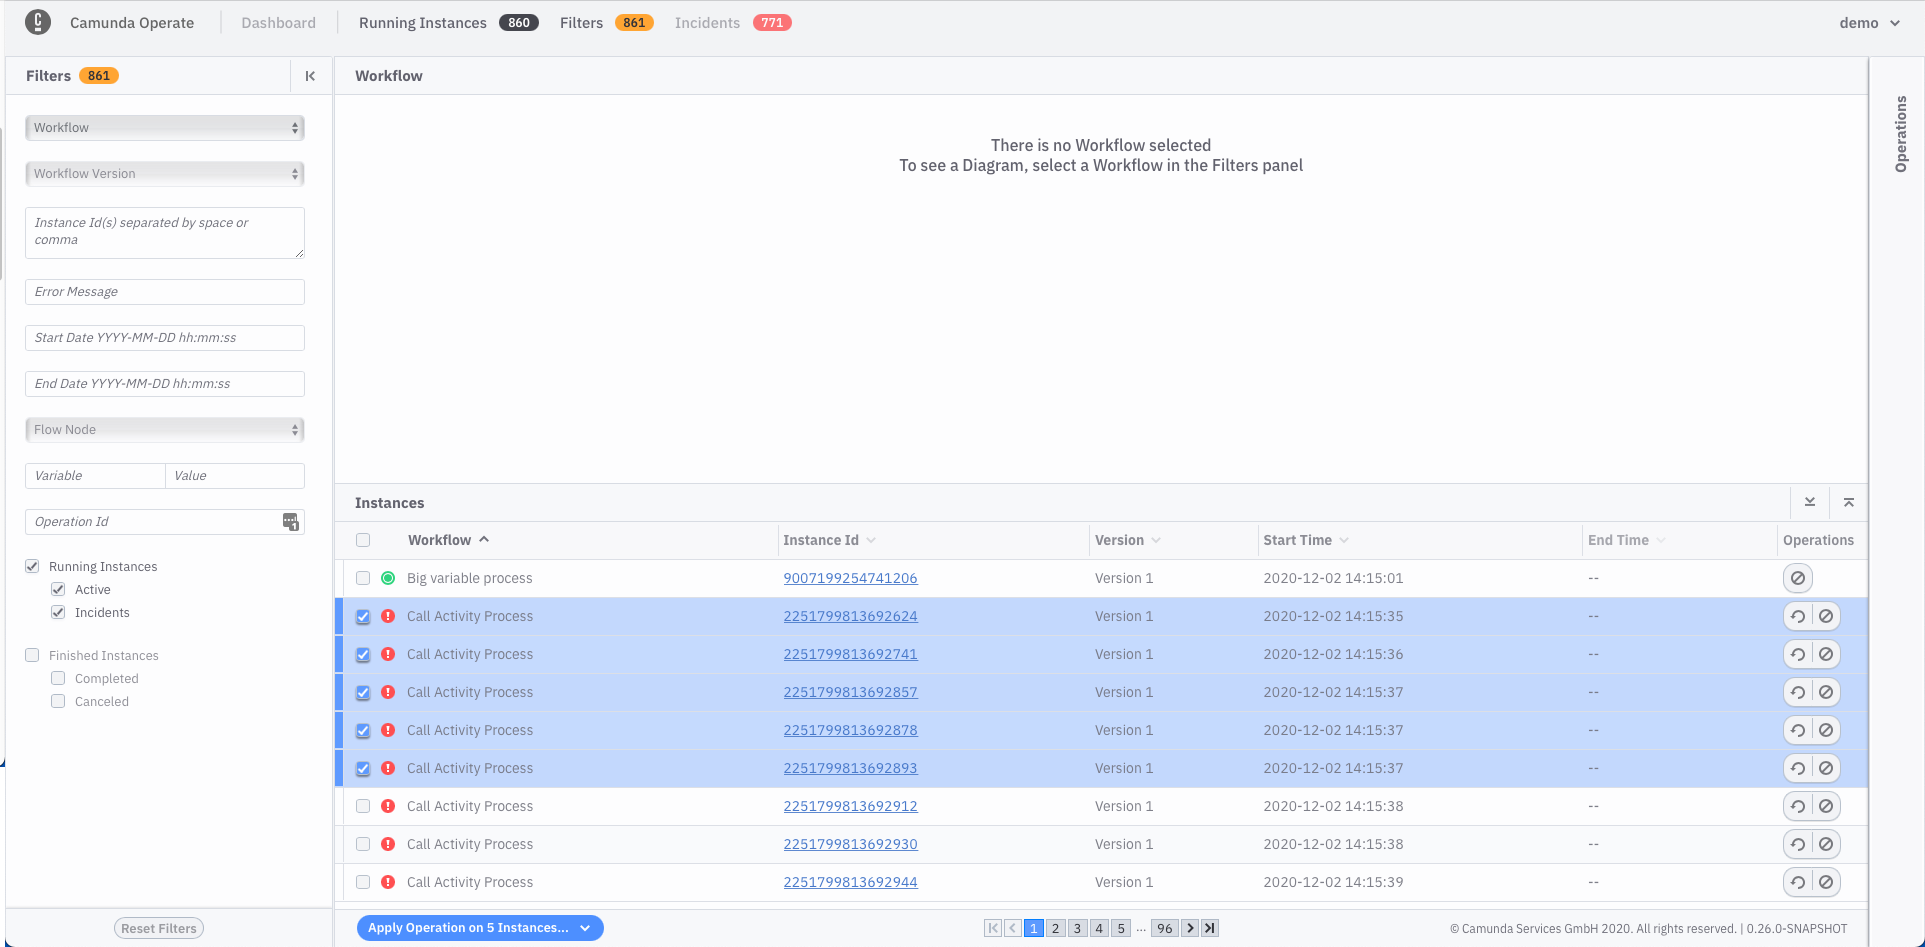 Camunda Operate Dashboard Running Instances 860 Filters 861 Incidents 771 demo
Filters 861
Workflow
Workflow Version
Instance Id(s) separated by space or
comma
Error Message
Start Date YYYY-MM-DD hh:mm:ss
End Date YYYY-MM-DD hh:mm:ss
Flow Node
Variable Value
Operation Id
Running Instances
Active
Incidents
Finished Instances
Completed
Canceled
Reset Filters
Workflow
There is no Workflow selected
To see a Diagram, select a Workflow in the Filters panel
Operations
Instances
Workflow Instance Id Version Start Time End Time Operations
Big variable process 9007199254741206 Version 1 2020-12-02 14:15:01 --
Call Activity Process 2251799813692624 Version 1 2020-12-02 14:15:35 --
Call Activity Process 2251799813692741 Version 1 2020-12-02 14:15:36 --
Call Activity Process 2251799813692857 Version 1 2020-12-02 14:15:37 --
Call Activity Process 2251799813692878 Version 1 2020-12-02 14:15:37 --
Call Activity Process 2251799813692893 Version 1 2020-12-02 14:15:37 --
Call Activity Process 2251799813692912 Version 1 2020-12-02 14:15:38 --
Call Activity Process 2251799813692930 Version 1 2020-12-02 14:15:38 --
Call Activity Process 2251799813692944 Version 1 2020-12-02 14:15:39 --
Apply Operation on 5 Instances... 1 2 3 4 5 ... 96 © Camunda Services GmbH 2020. All rights reserved. | 0.26.0-SNAPSHOT